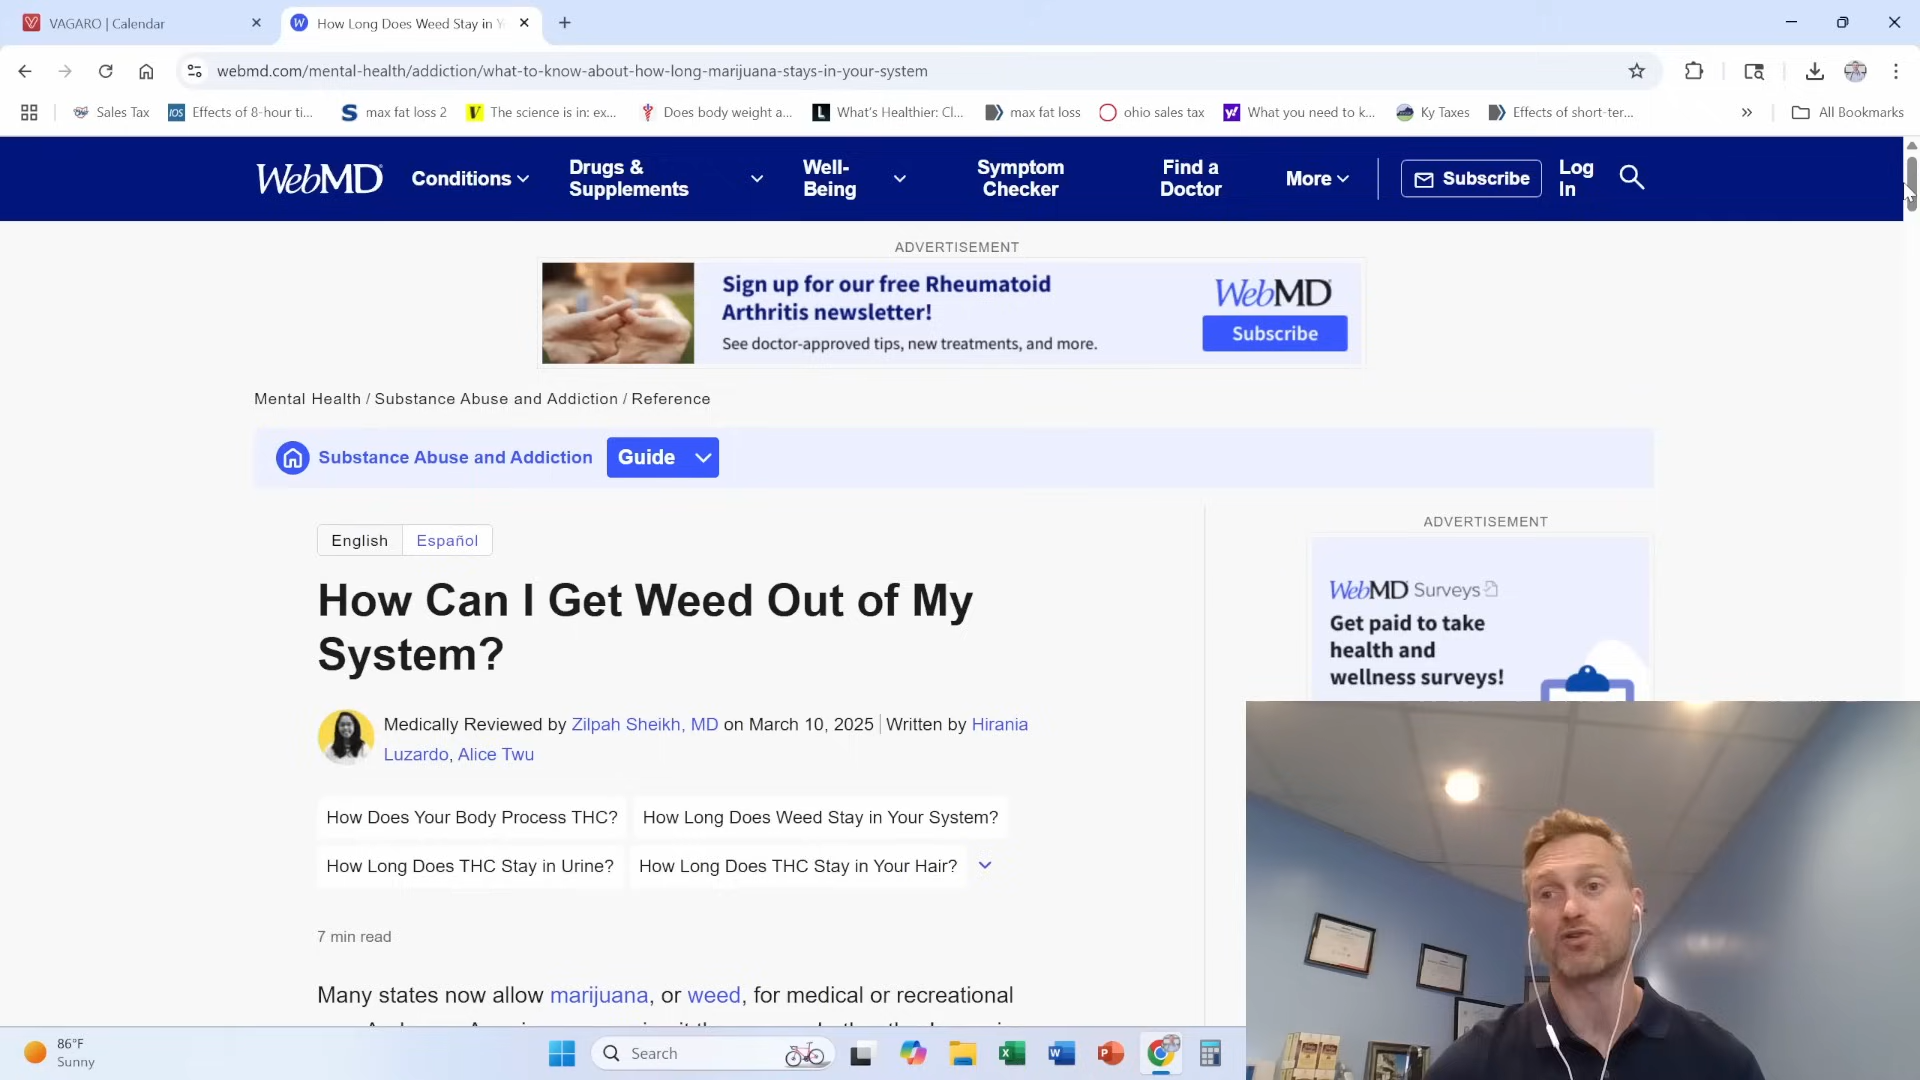 VAGARO | Calendar
How Long Does Weed Stay in Y
webmd.com/mental-health/addiction/what-to-know-about-how-long-marijuana-stays-in-your-system
Sales Tax
IOS
Effects of 8-hour ti...
S
max fat loss 2
V
The science is in: ex...
Does body weight a...
L
What's Healthier: Cl...
max fat loss
ohio sales tax
y!
What you need to k...
Ky Taxes
Effects of short-ter...
»
All Bookmarks
WebMD
Conditions
Drugs &
Supplements
Well-
Being
Symptom
Checker
Find a
Doctor
More
Subscribe
Log
In
ADVERTISEMENT
Sign up for our free Rheumatoid
Arthritis newsletter!
See doctor-approved tips, new treatments, and more.
WebMD
Subscribe
Mental Health / Substance Abuse and Addiction / Reference
Substance Abuse and Addiction
Guide
English
Español
ADVERTISEMENT
How Can I Get Weed Out of My
System?
WebMD Surveys
Get paid to take
health and
wellness surveys!
Medically Reviewed by Zilpah Sheikh, MD on March 10, 2025 | Written by Hirania
Luzardo, Alice Twu
How Does Your Body Process THC?
How Long Does Weed Stay in Your System?
How Long Does THC Stay in Urine?
How Long Does THC Stay in Your Hair?
7 min read
Many states now allow marijuana, or weed, for medical or recreational
86°F
Sunny
Search